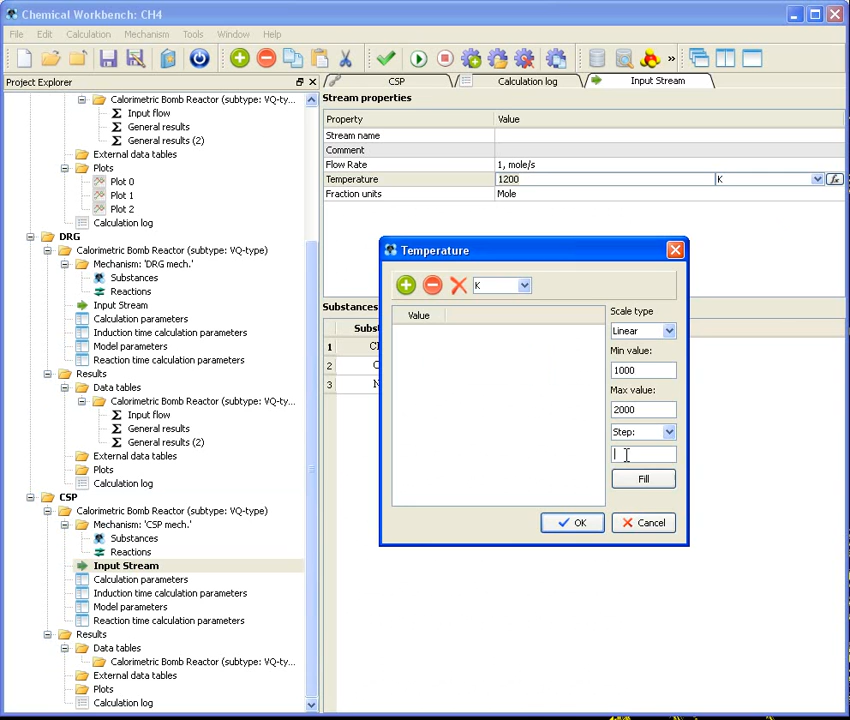 Chemical Workbench: CH4
File Edit Calculation Mechanism Tools Window Help
»
Project Explorer
CSP Calculation log Input Stream
Calorimetric Bomb Reactor (subtype: VQ-ty...
Input flow
General results
General results (2)
External data tables
Plots
Plot 0
Plot 1
Plot 2
Calculation log
DRG
Calorimetric Bomb Reactor (subtype: VQ-type)
Mechanism: 'DRG mech.'
Substances
Reactions
Input Stream
Calculation parameters
Induction time calculation parameters
Model parameters
Reaction time calculation parameters
Results
Data tables
Calorimetric Bomb Reactor (subtype: VQ-ty...
Input flow
General results
General results (2)
External data tables
Plots
Calculation log
CSP
Calorimetric Bomb Reactor (subtype: VQ-type)
Mechanism: 'CSP mech.'
Substances
Reactions
Input Stream
Calculation parameters
Induction time calculation parameters
Model parameters
Reaction time calculation parameters
Results
Data tables
Calorimetric Bomb Reactor (subtype: VQ-ty...
External data tables
Plots
Calculation log
Stream properties
Property Value
Stream name
Comment
Flow Rate 1, mole/s
Temperature 1200 K
Fraction units Mole
Substances
Subst
1
2
3 N
Temperature
K
Value
Scale type
Linear
Min value:
1000
Max value:
2000
Step:
Fill
OK Cancel